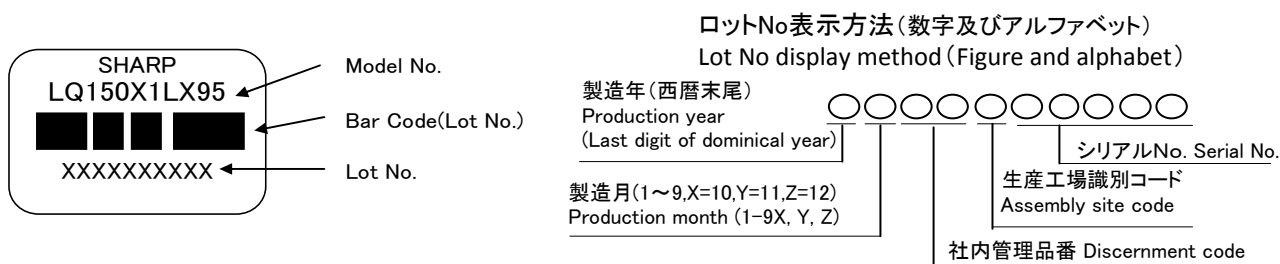 SHARP
LQ150X1LX95
XXXXXXXXXX
Model No.
Bar Code(Lot No.)
Lot No.
ロットNo表示方法(数字及びアルファベット)
Lot No display method (Figure and alphabet)
製造年(西暦末尾)
Production year
(Last digit of dominical year)
○○○○○○○○○
シリアルNo. Serial No.
製造月(1~9,X=10,Y=11,Z=12)
Production month (1-9X, Y, Z)
生産工場識別コード
Assembly site code
社内管理品番 Discernment code